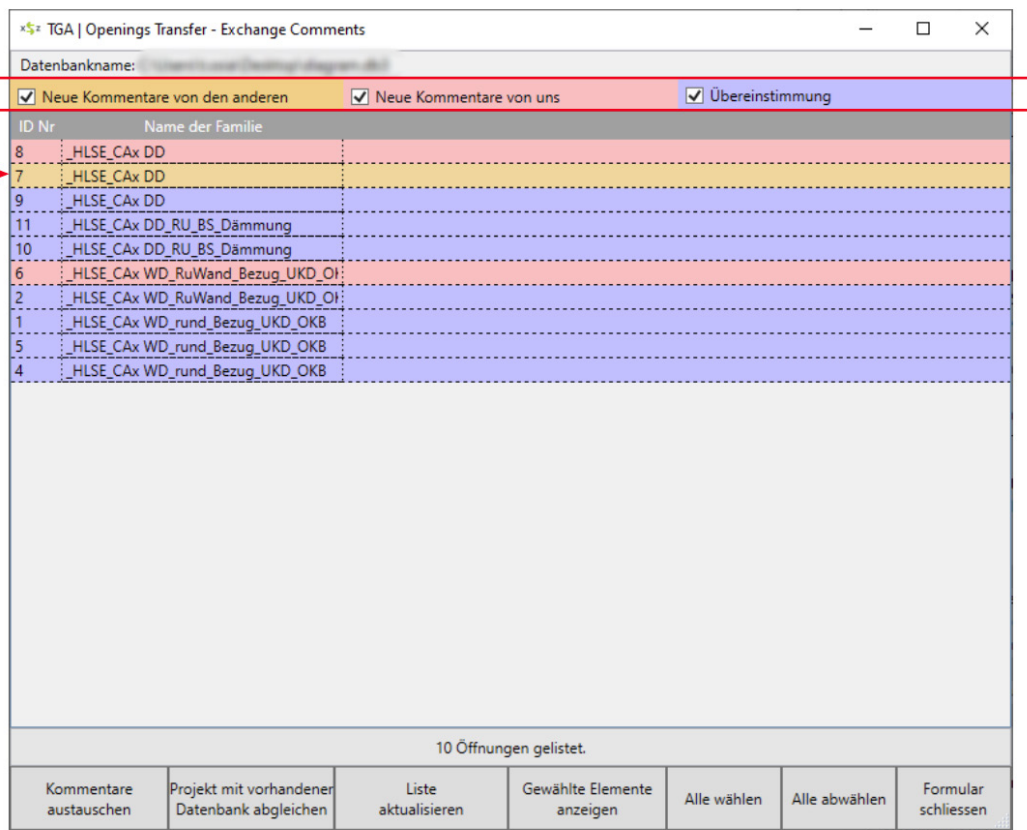 x$z TGA | Openings Transfer - Exchange Comments
Datenbankname:
Neue Kommentare von den anderen Neue Kommentare von uns Übereinstimmung
ID Nr Name der Familie
8 _HLSE_CAx DD
7 _HLSE_CAx DD
9 _HLSE_CAx DD
11 _HLSE_CAx DD_RU_BS_Dämmung
10 _HLSE_CAx DD_RU_BS_Dämmung
6 _HLSE_CAx WD_RuWand_Bezug_UKD_
2 _HLSE_CAx WD_RuWand_Bezug_UKD_
1 _HLSE_CAx WD_rund_Bezug_UKD_OKB
5 _HLSE_CAx WD_rund_Bezug_UKD_OKB
4 _HLSE_CAx WD_rund_Bezug_UKD_OKB
10 Öffnungen gelistet.
Kommentare austauschen
Projekt mit vorhandener Datenbank abgleichen
Liste aktualisieren
Gewählte Elemente anzeigen
Alle wählen
Alle abwählen
Formular schliessen